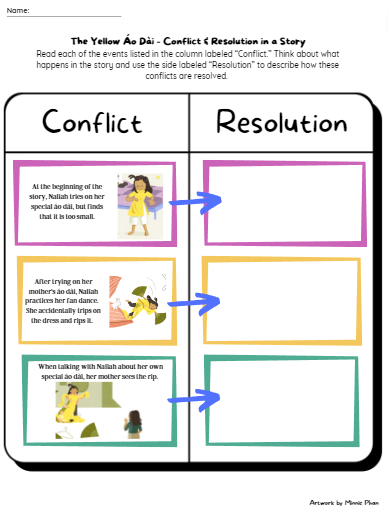 Name:
The Yellow Áo Dài - Conflict & Resolution in a Story
Read each of the events listed in the column labeled “Conflict.” Think about what
happens in the story and use the side labeled “Resolution” to describe how these
conflicts are resolved.
Conflict
Resolution
At the beginning of the
story, Naliah tries on her
special áo dài, but finds
that it is too small.
After trying on her
mother's áo dài, Naliah
practices her fan dance.
She accidentally trips on
the dress and rips it.
When talking with Naliah about her own
special áo dài, her mother sees the rip.
Artwork by Minnie Phan